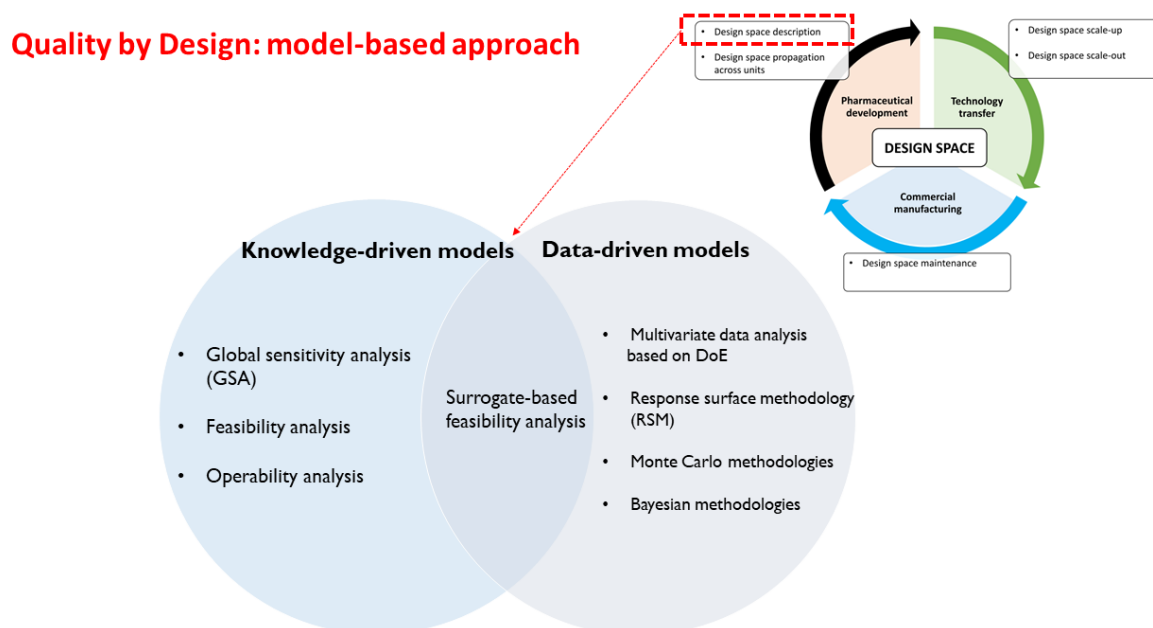 Quality by Design: model-based approach
• Design space description
• Design space propagation
across units
• Design space scale-up
• Design space scale-out
Pharmaceutical
development
Technology
transfer
DESIGN SPACE
Commercial
manufacturing
• Design space maintenance
Knowledge-driven models
• Global sensitivity analysis
(GSA)
• Feasibility analysis
• Operability analysis
Surrogate-based
feasibility analysis
Data-driven models
• Multivariate data analysis
based on DoE
• Response surface methodology
(RSM)
• Monte Carlo methodologies
• Bayesian methodologies